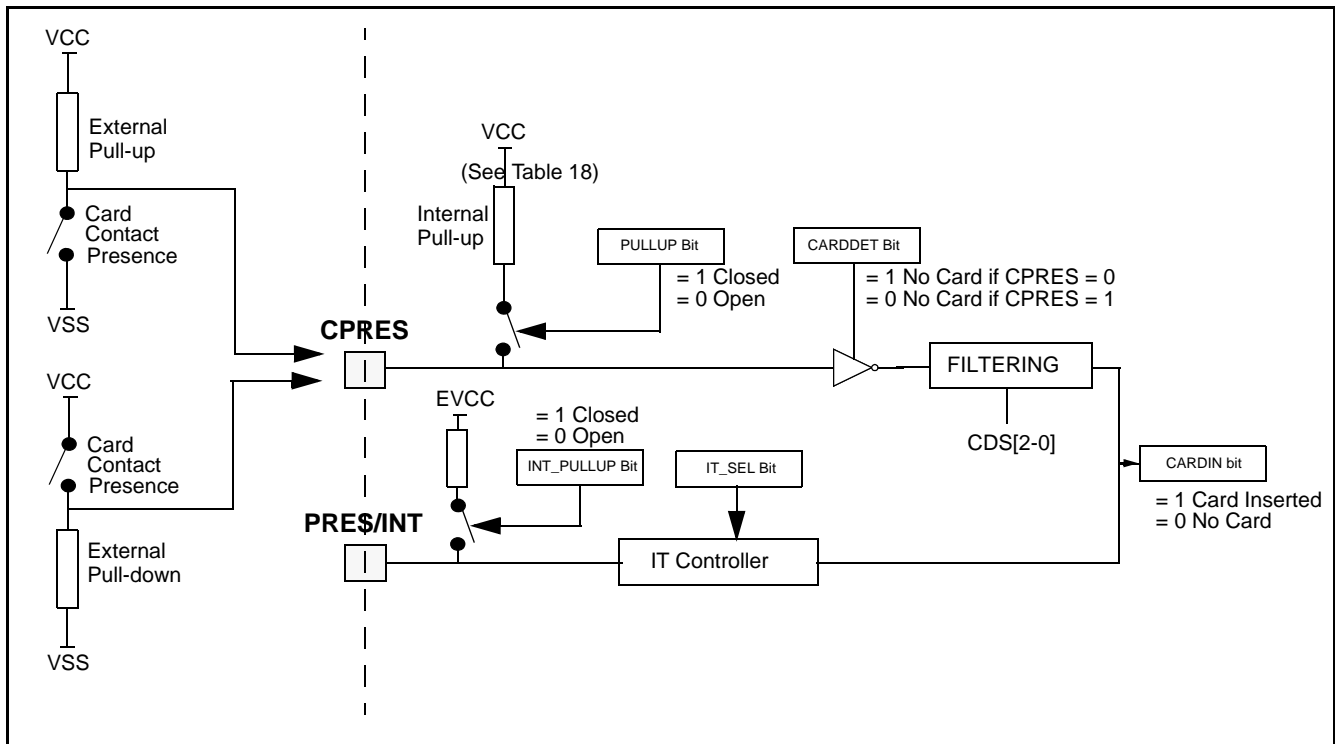 VCC
External
Pull-up
Card
Contact
Presence
VSS
VCC
Card
Contact
Presence
External
Pull-down
VSS
VCC
(See Table 18)
Internal
Pull-up
PULLUP Bit
= 1 Closed
= 0 Open
CARDDET Bit
= 1 No Card if CPRES = 0
= 0 No Card if CPRES = 1
CPRES
FILTERING
CDS[2-0]
EVCC
= 1 Closed
= 0 Open
INT_PULLUP Bit
IT_SEL Bit
PRES/INT
IT Controller
CARDIN bit
= 1 Card Inserted
= 0 No Card